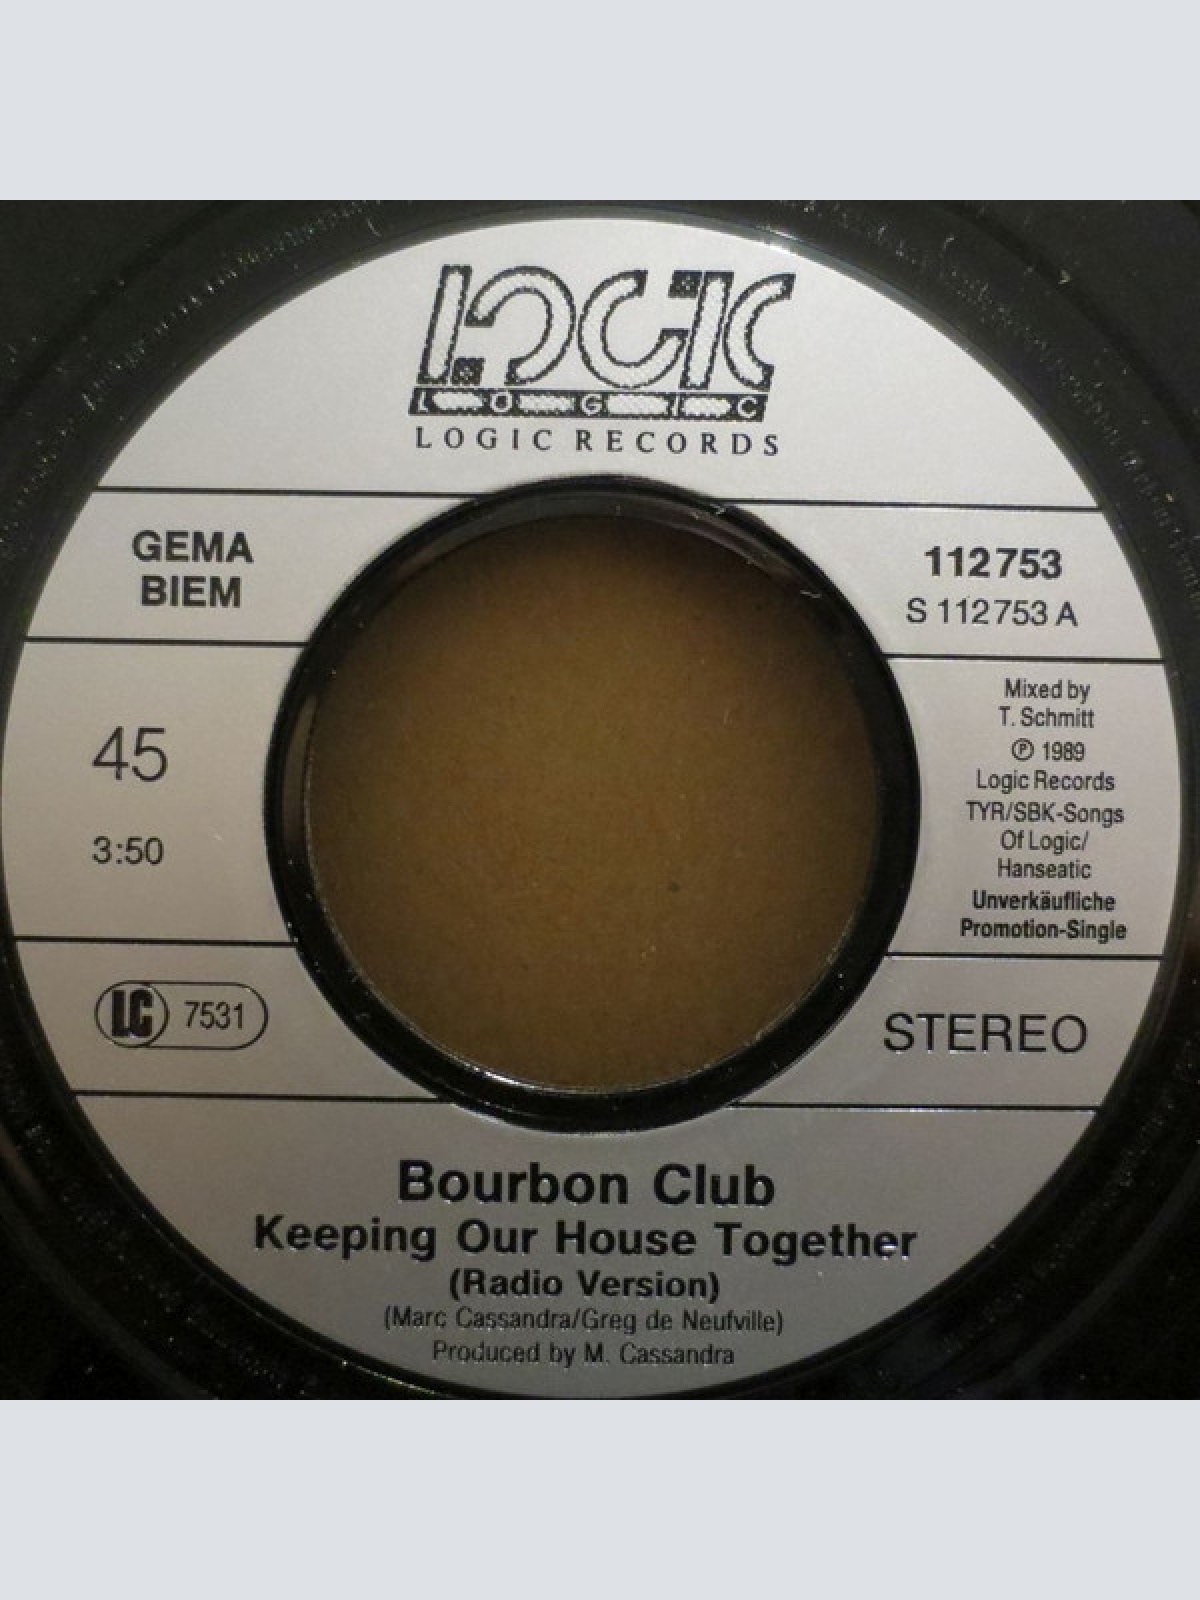 LOGIC
LOGIC
LOGIC RECORDS
GEMA
BIEM
112753
S 112753 A
45
3:50
Mixed by
T. Schmitt
Ⓟ 1989
Logic Records
TYR/SBK-Songs
Of Logic/
Hanseatic
Unverkäufliche
Promotion-Single
LC 7531
STEREO
Bourbon Club
Keeping Our House Together
(Radio Version)
(Marc Cassandra/Greg de Neufville)
Produced by M. Cassandra